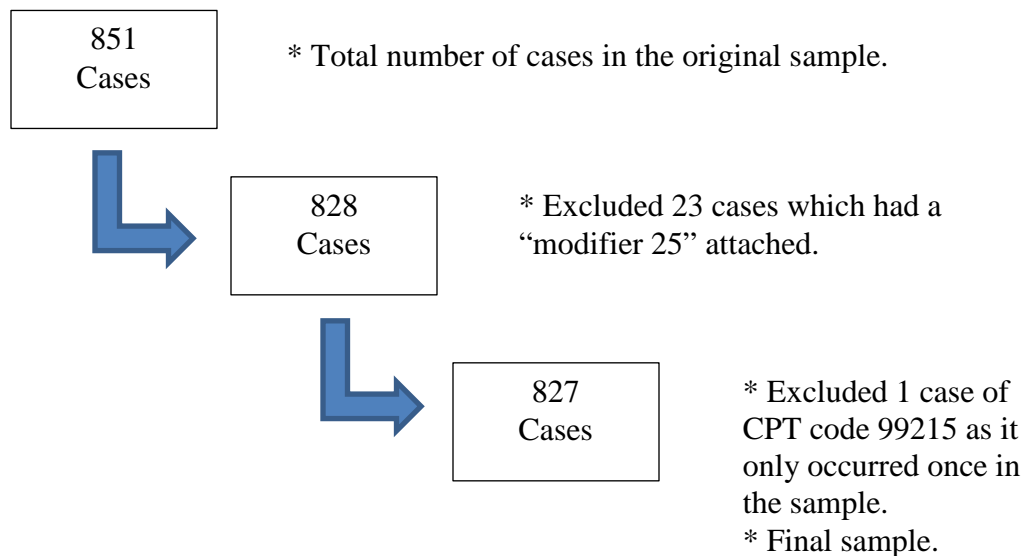 851
Cases
* Total number of cases in the original sample.
828
Cases
* Excluded 23 cases which had a
“modifier 25” attached.
827
Cases
* Excluded 1 case of
CPT code 99215 as it
only occurred once in
the sample.
* Final sample.